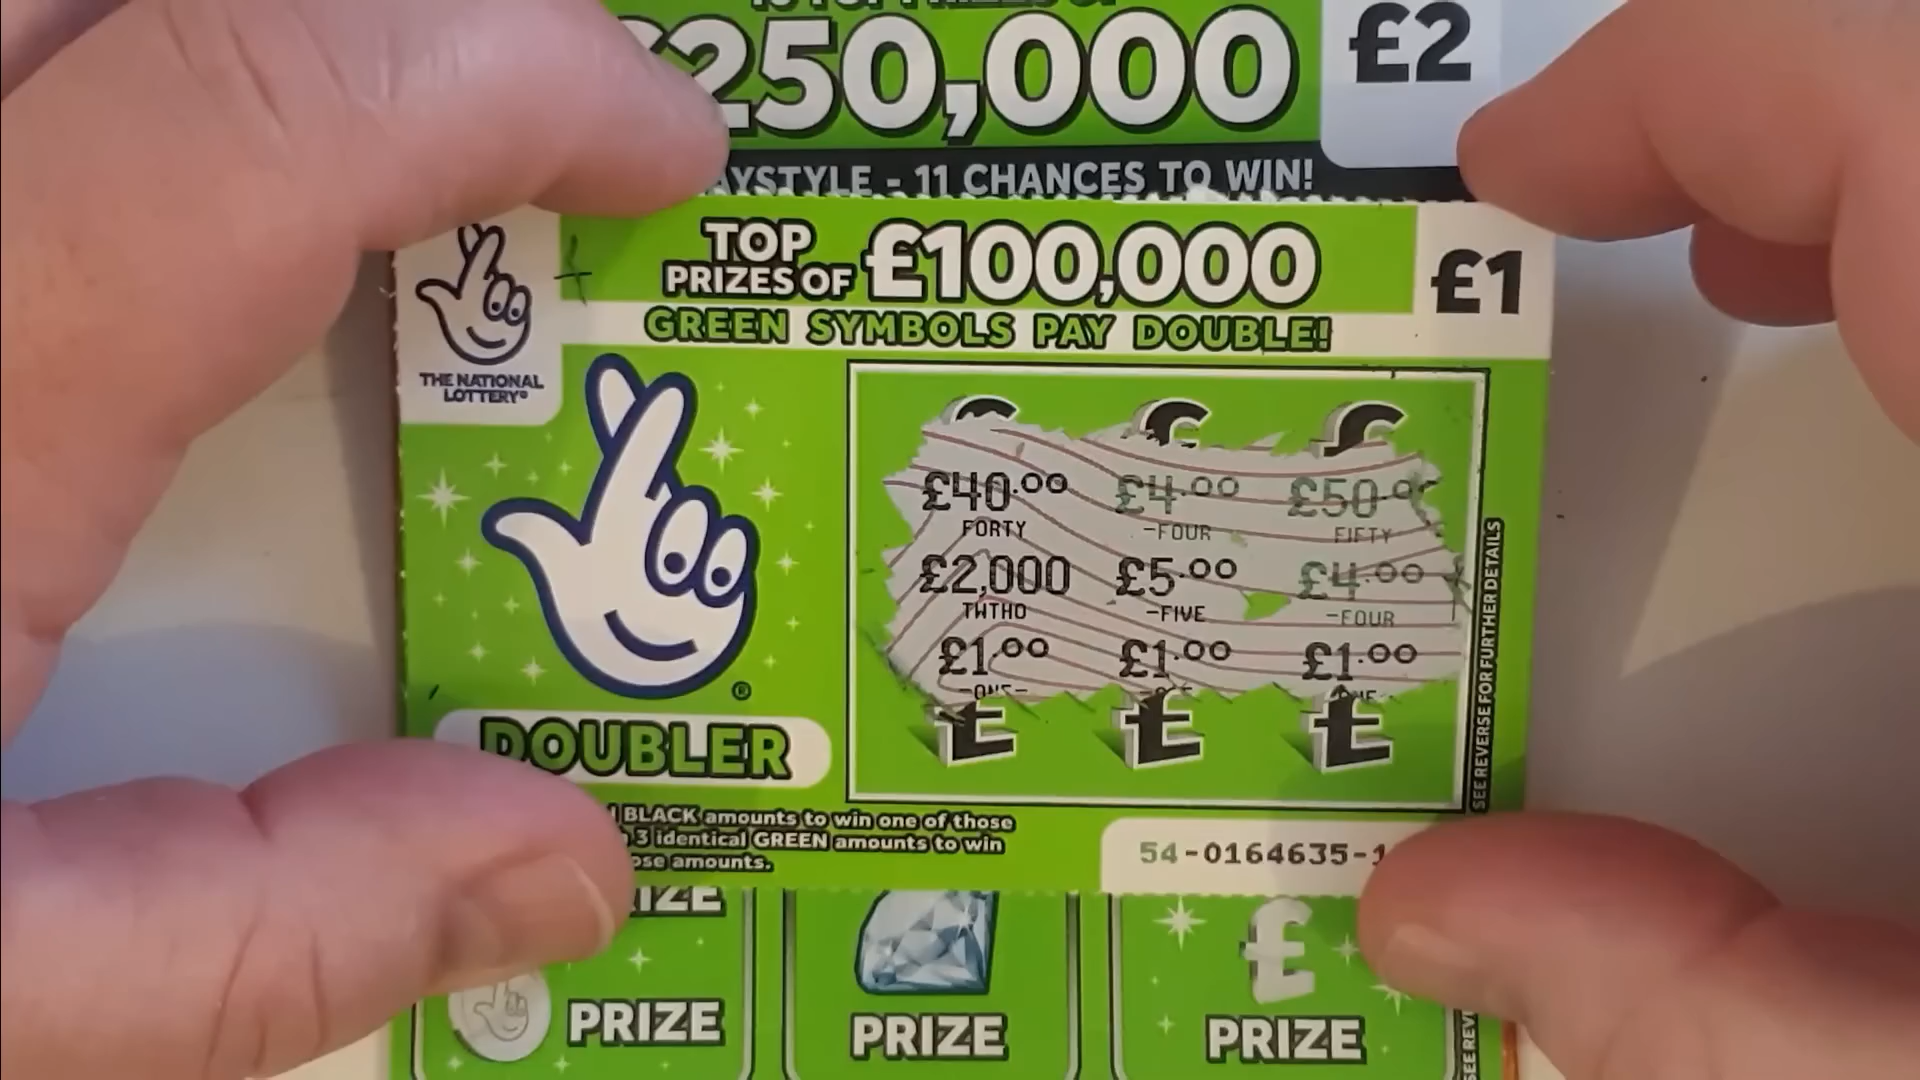 250,000
£2
11 CHANCES TO WIN!
TOP
PRIZES OF £100,000
£1
GREEN SYMBOLS PAY DOUBLE!
THE NATIONAL
LOTTERY®
£40.00 £4.00 £50
FORTY -FOUR FIFTY
£2,000 £5.00 £4.00
TWTHO -FIVE -FOUR
£1.00 £1.00 £1.00
-ONE-
£ £ £
®
DOUBLER
SEE REVERSE FOR FURTHER DETAILS
BLACK amounts to win one of those
3 identical GREEN amounts to win
amounts.
54-0164635-1
£
PRIZE PRIZE PRIZE